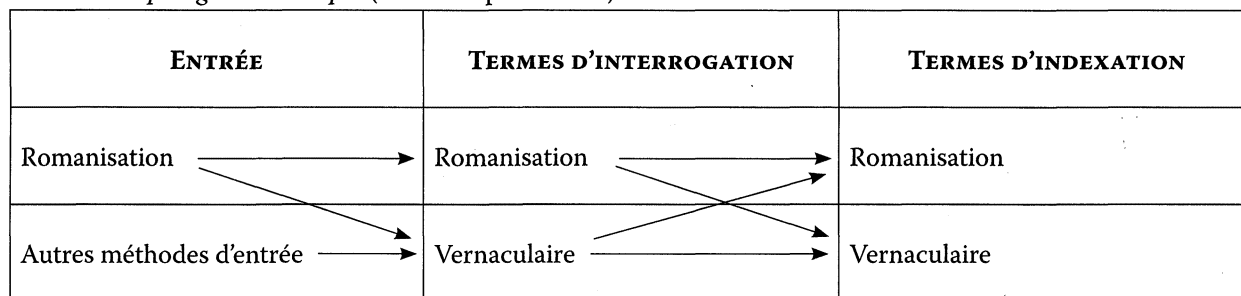 ENTRÉE TERMES D'INTERROGATION TERMES D'INDEXATION
Romanisation Romanisation Romanisation
Autres méthodes d'entrée Vernaculaire Vernaculaire